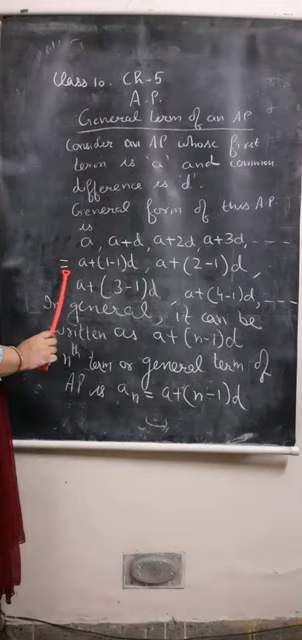 Class 10. Ch-5
A.P.
General term of an AP
Consider an AP whose first
term is 'a' and common
difference is 'd'.
General form of this A.P.
is
a, a+d, a+2d, a+3d, ----
= a+(1-1)d, a+(2-1)d,
a+(3-1)d, a+(4-1)d, ----
In general, it can be
written as a+(n-1)d
nth term or general term of
AP is an = a+(n-1)d